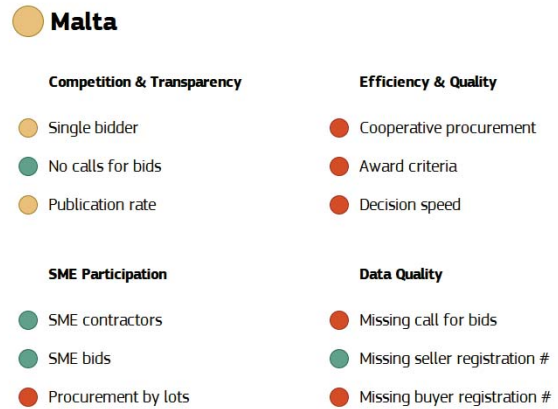 Malta
Competition & Transparency
Single bidder
No calls for bids
Publication rate
Efficiency & Quality
Cooperative procurement
Award criteria
Decision speed
SME Participation
SME contractors
SME bids
Procurement by lots
Data Quality
Missing call for bids
Missing seller registration #
Missing buyer registration #